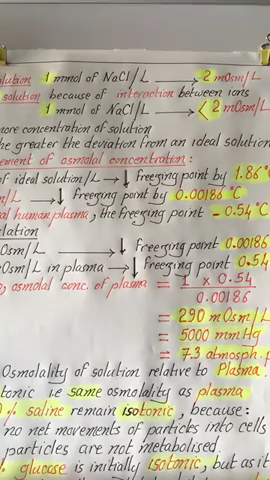 olution 1 mmol of NaCl/L → 2 mOsm/L
solution because of interaction between ions
1 mmol of NaCl/L → < 2 mOsm/L
more concentration of solution
he greater the deviation from an ideal solution
ement of osmolal concentration:
of ideal solution/L → ↓ freezing point by 1.86°
m/L → ↓ freezing point by 0.00186°C
al human plasma, the freezing point - 0.54°C
elation
Osm/L → ↓ freezing point 0.00186
Osm/L in plasma → ↓ freezing point 0.54
osmolal conc. of plasma = 1 x 0.54
0.00186
= 290 mOsm/L
= 5000 mmHg
= 7.3 atmosph. p
Osmolality of solution relative to Plasma:
tonic i.e same osmolality as plasma
% saline remain isotonic, because:
no net movements of particles into cells
particles are not metabolised.
% glucose is initially isotonic, but as it